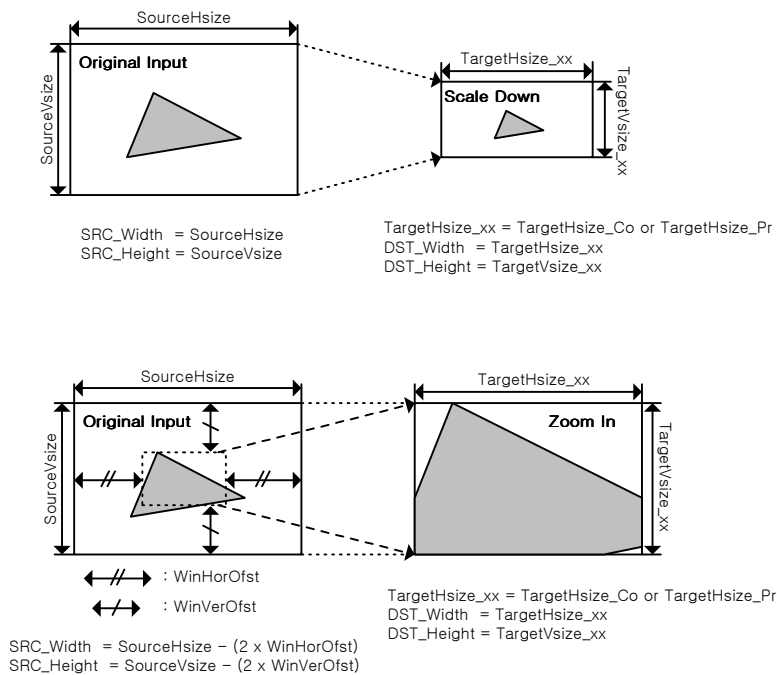 SourceHsize
SourceVsize
Original Input
TargetHsize_xx
TargetVsize_xx
Scale Down
SRC_Width = SourceHsize
SRC_Height = SourceVsize
TargetHsize_xx = TargetHsize_Co or TargetHsize_Pr
DST_Width = TargetHsize_xx
DST_Height = TargetVsize_xx
SourceHsize
SourceVsize
Original Input
TargetHsize_xx
TargetVsize_xx
Zoom In
: WinHorOfst
: WinVerOfst
SRC_Width = SourceHsize - (2 x WinHorOfst)
SRC_Height = SourceVsize - (2 x WinVerOfst)
TargetHsize_xx = TargetHsize_Co or TargetHsize_Pr
DST_Width = TargetHsize_xx
DST_Height = TargetVsize_xx